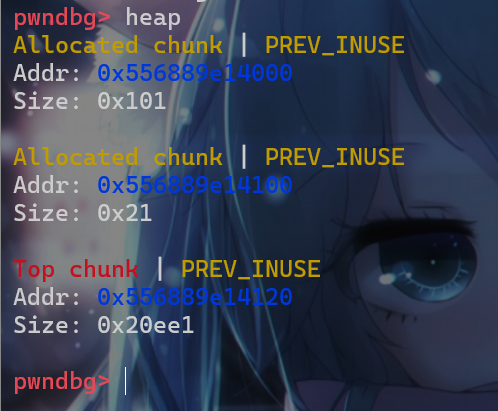 pwndbg> heap
Allocated chunk | PREV_INUSE
Addr: 0x556889e14000
Size: 0x101
Allocated chunk | PREV_INUSE
Addr: 0x556889e14100
Size: 0x21
Top chunk | PREV_INUSE
Addr: 0x556889e14120
Size: 0x20ee1
pwndbg>